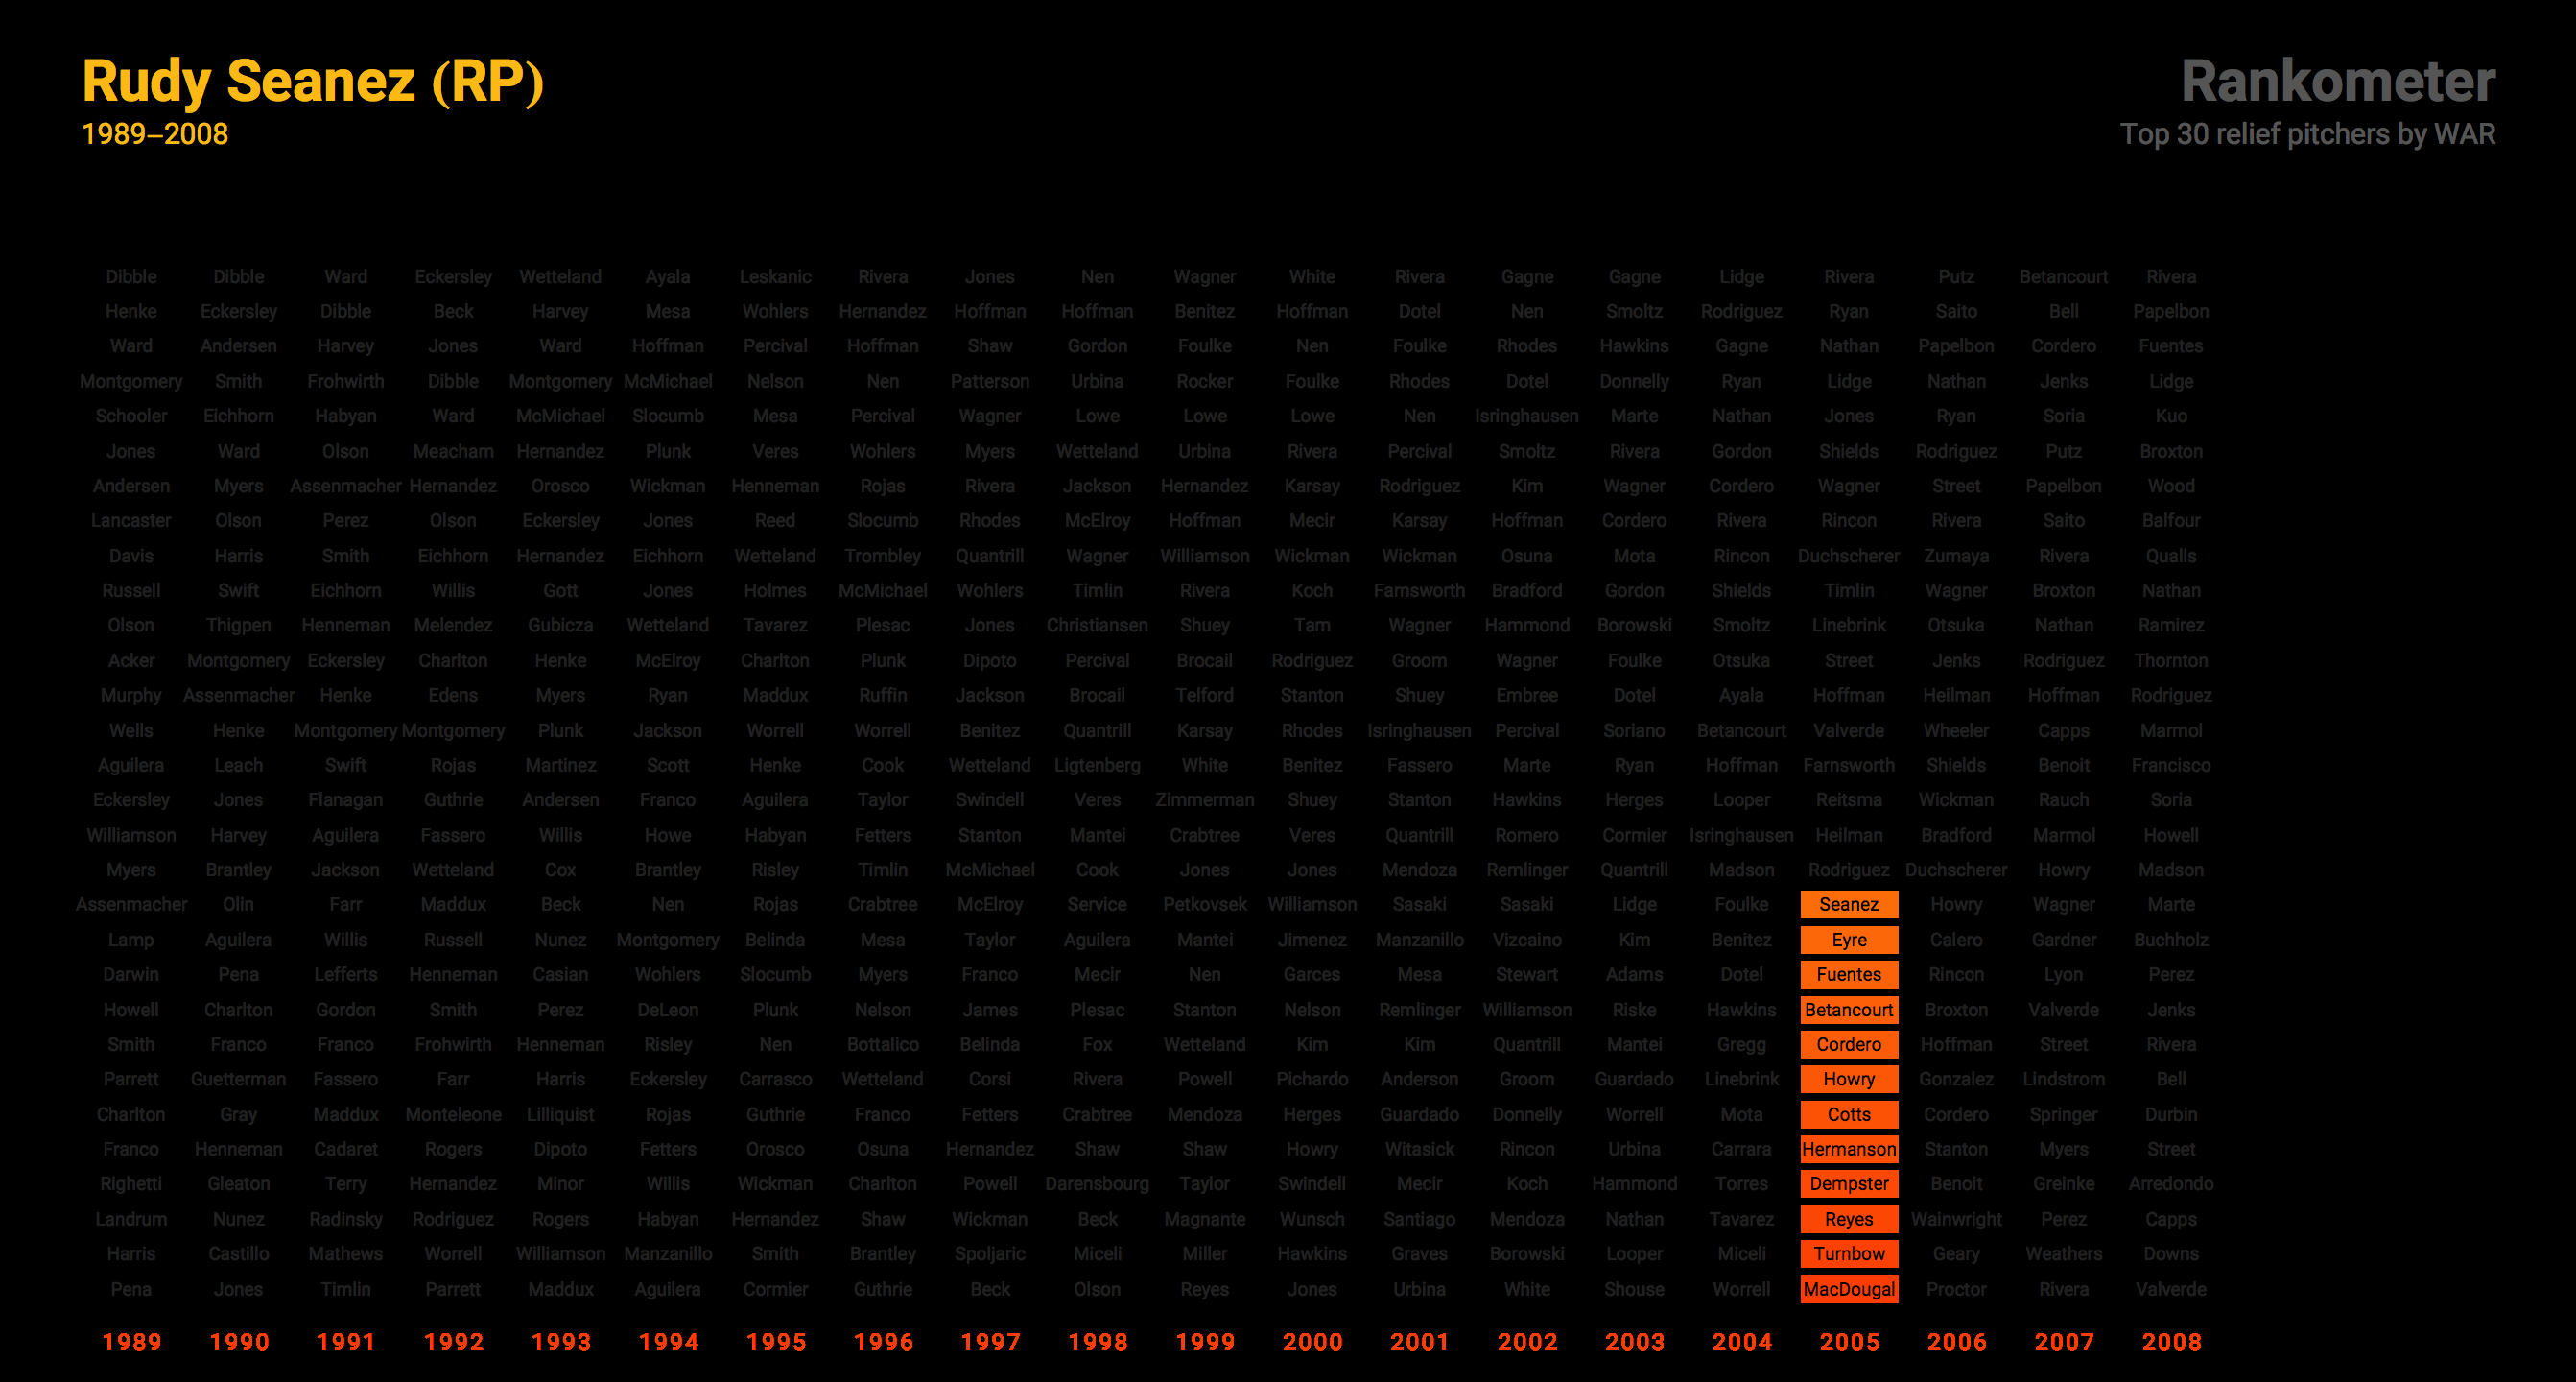 Rudy Seanez (RP)
1989–2008
Rankometer
Top 30 relief pitchers by WAR
Dibble Dibble Ward Eckersley Wetteland Ayala Leskanic Rivera Jones Nen Wagner White Rivera Gagne Gagne Lidge Rivera Putz Betancourt Rivera
Henke Eckersley Dibble Beck Harvey Mesa Wohlers Hernandez Hoffman Hoffman Benitez Hoffman Dotel Nen Smoltz Rodriguez Ryan Saito Bell Papelbon
Ward Andersen Harvey Jones Ward Hoffman Percival Hoffman Shaw Gordon Foulke Nen Foulke Rhodes Hawkins Gagne Nathan Papelbon Cordero Fuentes
Montgomery Smith Frohwirth Dibble Montgomery McMichael Nelson Nen Patterson Urbina Rocker Foulke Rhodes Dotel Donnelly Ryan Lidge Nathan Jenks Lidge
Schooler Eichhorn Habyan Ward McMichael Slocumb Mesa Percival Wagner Lowe Lowe Lowe Nen Isringhausen Marte Nathan Jones Ryan Soria Kuo
Jones Ward Olson Meacham Hernandez Plunk Veres Wohlers Myers Wetteland Urbina Rivera Percival Smoltz Rivera Gordon Shields Rodriguez Putz Broxton
Andersen Myers Assenmacher Hernandez Orosco Wickman Henneman Rojas Rivera Jackson Hernandez Karsay Rodriguez Kim Wagner Cordero Wagner Street Papelbon Wood
Lancaster Olson Perez Olson Eckersley Jones Reed Slocumb Rhodes McElroy Hoffman Mecir Karsay Hoffman Cordero Rivera Rincon Rivera Saito Balfour
Davis Harris Smith Eichhorn Hernandez Eichhorn Wetteland Trombley Quantrill Wagner Williamson Wickman Wickman Osuna Mota Rincon Duchscherer Zumaya Rivera Qualls
Russell Swift Eichhorn Willis Gott Jones Holmes McMichael Wohlers Timlin Rivera Koch Farnsworth Bradford Gordon Shields Timlin Wagner Broxton Nathan
Olson Thigpen Henneman Melendez Gubicza Wetteland Tavarez Plesac Jones Christiansen Shuey Tam Wagner Hammond Borowski Smoltz Linebrink Otsuka Nathan Ramirez
Acker Montgomery Eckersley Charlton Henke McElroy Charlton Plunk Dipoto Percival Brocail Rodriguez Groom Wagner Foulke Otsuka Street Jenks Rodriguez Thornton
Murphy Assenmacher Henke Edens Myers Ryan Maddux Ruffin Jackson Brocail Telford Stanton Shuey Embree Dotel Ayala Hoffman Heilman Hoffman Rodriguez
Wells Henke Montgomery Montgomery Plunk Jackson Worrell Worrell Benitez Quantrill Karsay Rhodes Isringhausen Percival Soriano Betancourt Valverde Wheeler Capps Marmol
Aguilera Leach Swift Rojas Martinez Scott Henke Cook Wetteland Ligtenberg White Benitez Fassero Marte Ryan Hoffman Farnsworth Shields Benoit Francisco
Eckersley Jones Flanagan Guthrie Andersen Franco Aguilera Taylor Swindell Veres Zimmerman Shuey Stanton Hawkins Herges Looper Reitsma Wickman Rauch Soria
Williamson Harvey Aguilera Fassero Willis Howe Habyan Fetters Stanton Mantei Crabtree Veres Quantrill Romero Cormier Isringhausen Heilman Bradford Marmol Howell
Myers Brantley Jackson Wetteland Cox Brantley Risley Timlin McMichael Cook Jones Jones Mendoza Remlinger Quantrill Madson Rodriguez Duchscherer Howry Madson
Assenmacher Olin Farr Maddux Beck Nen Rojas Crabtree McElroy Service Petkovsek Williamson Sasaki Sasaki Lidge Foulke Seanez Howry Wagner Marte
Lamp Aguilera Willis Russell Nunez Montgomery Belinda Mesa Taylor Aguilera Mantei Jimenez Manzanillo Vizcaino Kim Benitez Eyre Calero Gardner Buchholz
Darwin Pena Lefferts Henneman Casian Wohlers Slocumb Myers Franco Mecir Nen Garces Mesa Stewart Adams Dotel Fuentes Rincon Lyon Perez
Howell Charlton Gordon Smith Perez DeLeon Plunk Nelson James Plesac Stanton Nelson Remlinger Williamson Riske Hawkins Betancourt Broxton Valverde Jenks
Smith Franco Franco Frohwirth Henneman Risley Nen Bottalico Belinda Fox Wetteland Kim Kim Quantrill Mantei Gregg Cordero Hoffman Street Rivera
Parrett Guetterman Fassero Farr Harris Eckersley Carrasco Wetteland Corsi Rivera Powell Pichardo Anderson Groom Guardado Linebrink Howry Gonzalez Lindstrom Bell
Charlton Gray Maddux Monteleone Lilliquist Rojas Guthrie Franco Fetters Crabtree Mendoza Herges Guardado Donnelly Worrell Mota Cotts Cordero Springer Durbin
Franco Henneman Cadaret Rogers Dipoto Fetters Orosco Osuna Hernandez Shaw Shaw Howry Witasick Rincon Urbina Carrara Hermanson Stanton Myers Street
Righetti Gleaton Terry Hernandez Minor Willis Wickman Charlton Powell Darensbourg Taylor Swindell Mecir Koch Hammond Torres Dempster Benoit Greinke Arredondo
Landrum Nunez Radinsky Rodriguez Rogers Habyan Hernandez Shaw Wickman Beck Magnante Wunsch Santiago Mendoza Nathan Tavarez Reyes Wainwright Perez Capps
Harris Castillo Mathews Worrell Williamson Manzanillo Smith Brantley Spoljaric Miceli Miller Hawkins Graves Borowski Looper Miceli Turnbow Geary Weathers Downs
Pena Jones Timlin Parrett Maddux Aguilera Cormier Guthrie Beck Olson Reyes Jones Urbina White Shouse Worrell MacDougal Proctor Rivera Valverde
1989 1990 1991 1992 1993 1994 1995 1996 1997 1998 1999 2000 2001 2002 2003 2004 2005 2006 2007 2008